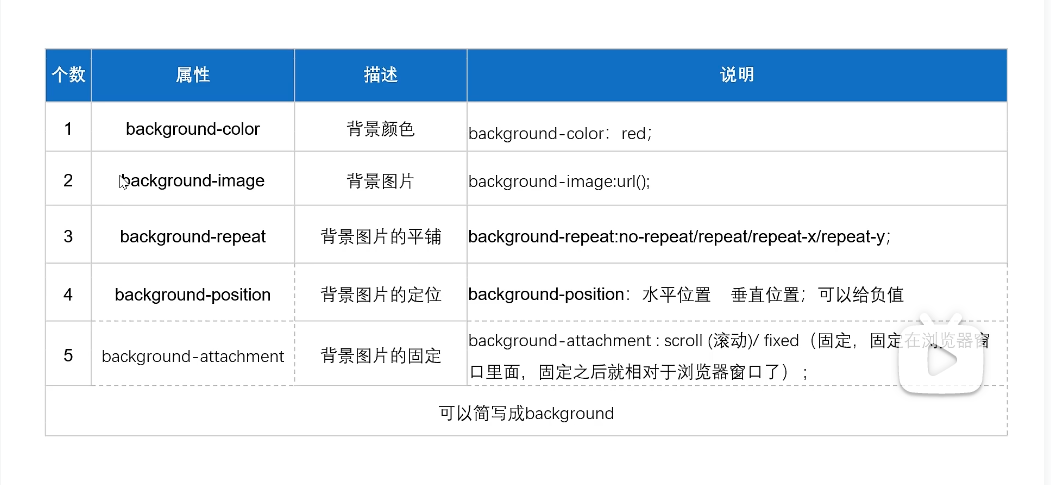 个数 属性 描述 说明
1 background-color 背景颜色 background-color：red；
2 background-image 背景图片 background-image:url();
3 background-repeat 背景图片的平铺 background-repeat:no-repeat/repeat/repeat-x/repeat-y；
4 background-position 背景图片的定位 background-position：水平位置 垂直位置；可以给负值
5 background-attachment 背景图片的固定 background-attachment : scroll (滚动)/ fixed（固定，固定在浏览器窗
口里面，固定之后就相对于浏览器窗口了）；
可以简写成background